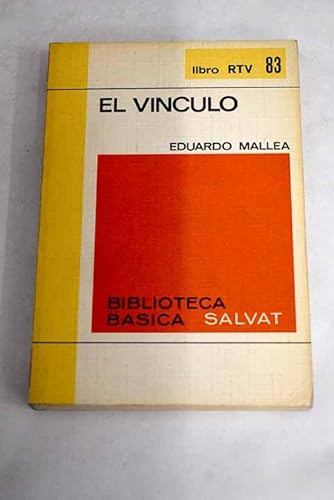 libro RTV 83
EL VINCULO
EDUARDO MALLEA
BIBLIOTECA
BASICA SALVAT